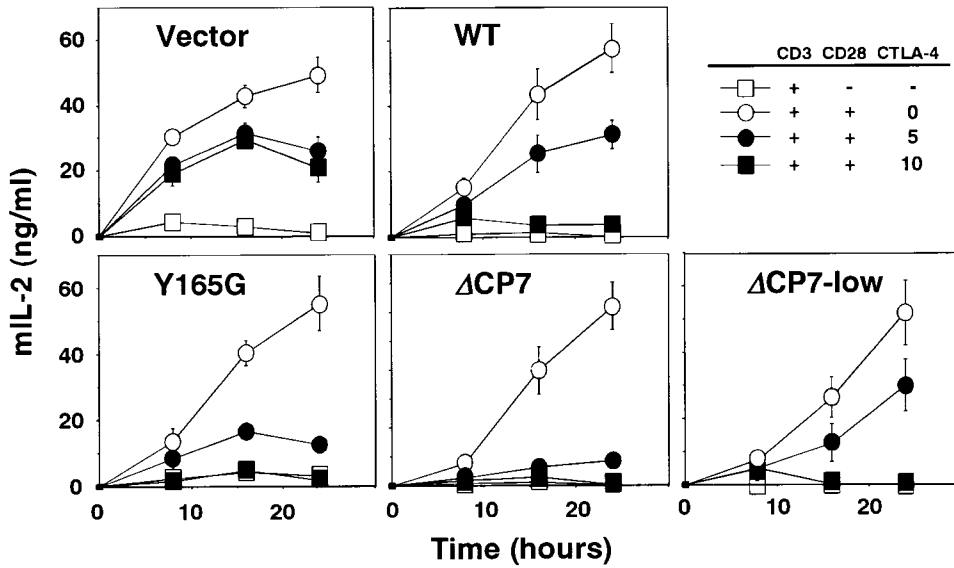 Vector
WT
CD3 CD28 CTLA-4
+ - -
+ + 0
+ + 5
+ + 10
60
40
20
0
Y165G
ΔCP7
ΔCP7-low
60
40
20
0
0 10 20
0 10 20
0 10 20
mIL-2 (ng/ml)
Time (hours)